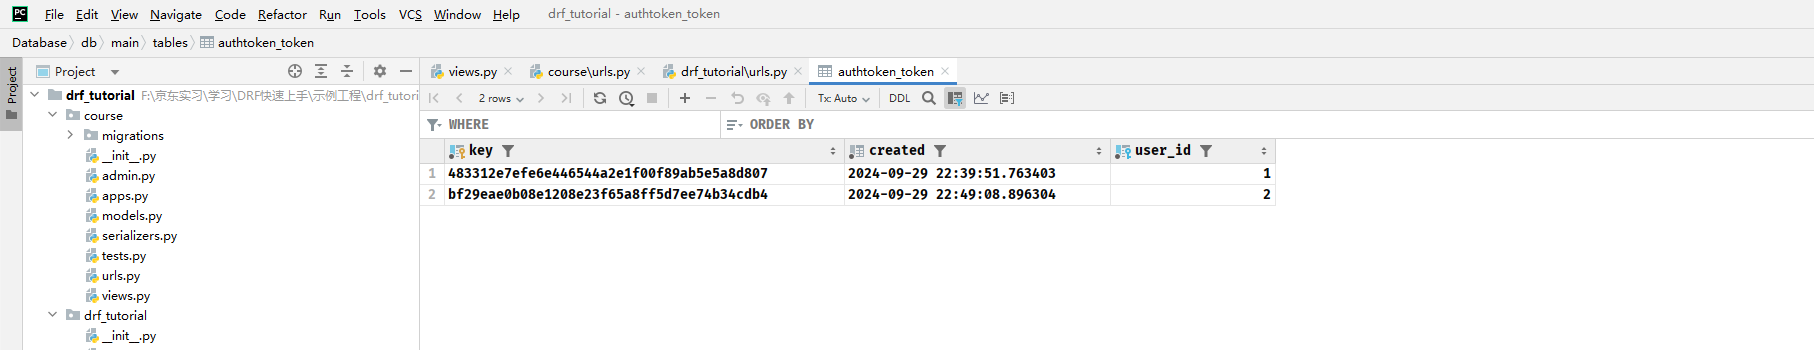 PC File Edit View Navigate Code Refactor Run Tools VCS Window Help drf_tutorial - authtoken_token
Database db main tables authtoken_token
Project
Project
views.py course\urls.py drf_tutorial\urls.py authtoken_token
drf_tutorial F:\京东实习\学习\DRF快速上手\示例工程\drf_tutori
2 rows Tx: Auto DDL
course
migrations
__init__.py
admin.py
apps.py
models.py
serializers.py
tests.py
urls.py
views.py
drf_tutorial
__init__.py
WHERE ORDER BY
key created user_id
1 483312e7efe6e446544a2e1f00f89ab5e5a8d807 2024-09-29 22:39:51.763403 1
2 bf29eae0b08e1208e23f65a8ff5d7ee74b34cdb4 2024-09-29 22:49:08.896304 2